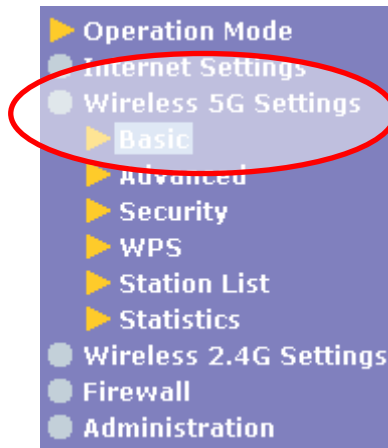 Operation Mode
Internet Settings
Wireless 5G Settings
Basic
Advanced
Security
WPS
Station List
Statistics
Wireless 2.4G Settings
Firewall
Administration